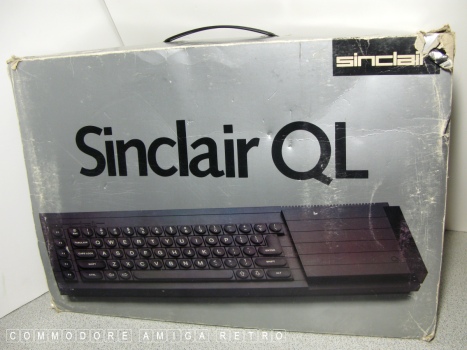 sinclair
Sinclair QL
COMMODORE AMIGA RETRO